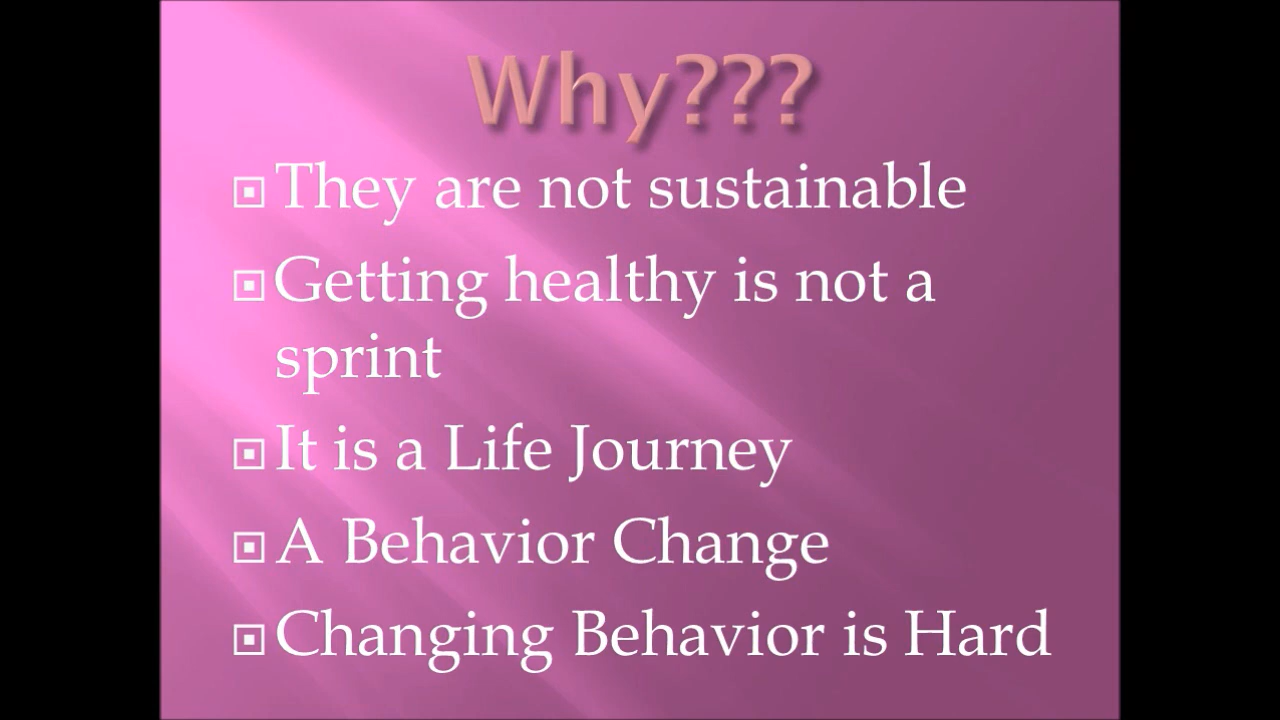 Why???
They are not sustainable
Getting healthy is not a
sprint
It is a Life Journey
A Behavior Change
Changing Behavior is Hard